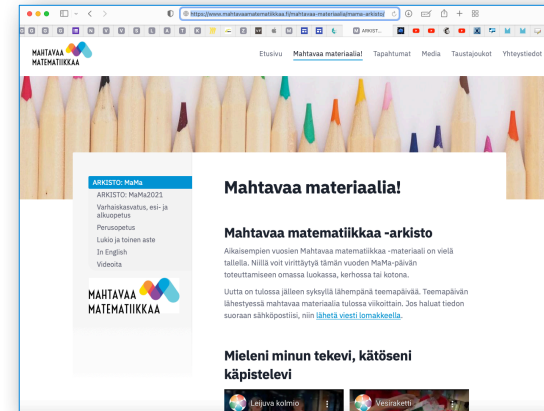 https://www.mahtavaamatematiikkaa.fi/mahtavaa-materiaalia/mama-arkisto/
ARKIST...
MAHTAVAA
MATEMATIIKKAA
Etusivu Mahtavaa materiaalia! Tapahtumat Media Taustajoukot Yhteystiedot
ARKISTO: MaMa
ARKISTO: MaMa2021
Varhaiskasvatus, esi- ja
alkuopetus
Perusopetus
Lukio ja toinen aste
In English
Videoita
MAHTAVAA
MATEMATIIKKAA
Mahtavaa materiaalia!
Mahtavaa matematiikkaa -arkisto
Aikaisempien vuosien Mahtavaa matematiikkaa -materiaali on vielä
tallella. Niillä voit virittäytyä tämän vuoden MaMa-päivän
toteuttamiseen omassa luokassa, kerhossa tai kotona.
Uutta on tulossa jälleen syksyllä lähempänä teemapäivää. Teemapäivän
lähestyessä mahtavaa materiaalia tulossa viikoittain. Jos haluat tiedon
suoraan sähköpostiisi, niin lähetä viesti lomakkeella.
Mieleni minun tekevi, kätöseni
käpistelevi
Leijuva kolmio
Vesiraketti